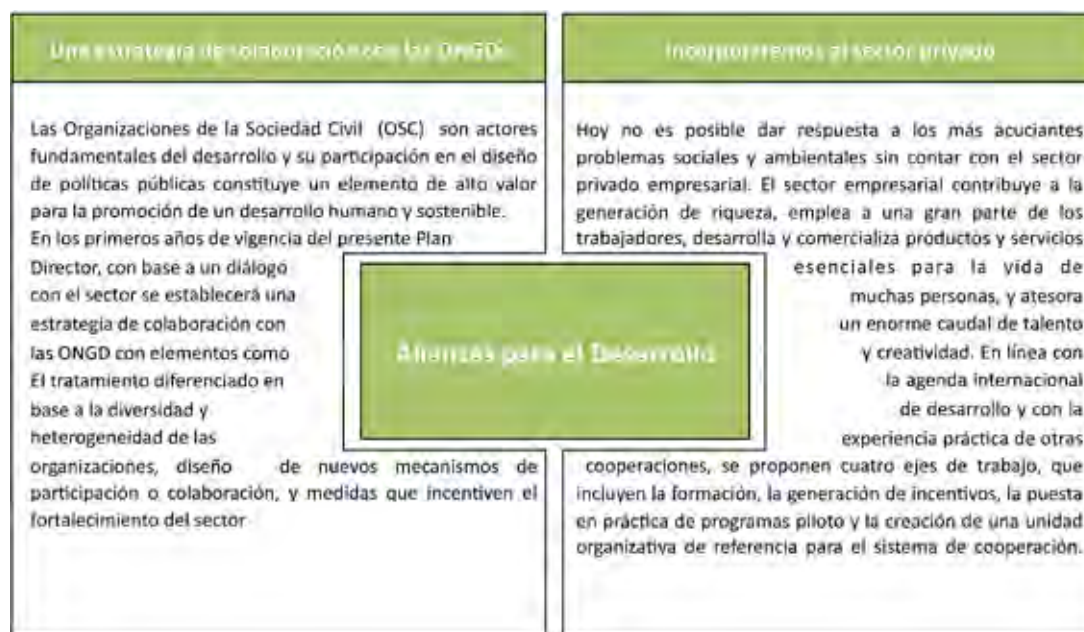 Una estrategia de colaboración con las ONGDs
Las Organizaciones de la Sociedad Civil (OSC) son actores
fundamentales del desarrollo y su participación en el diseño
de políticas públicas constituye un elemento de alto valor
para la promoción de un desarrollo humano y sostenible.
En los primeros años de vigencia del presente Plan
Director, con base a un diálogo
con el sector se establecerá una
estrategia de colaboración con
las ONGD con elementos como
El tratamiento diferenciado en
base a la diversidad y
heterogeneidad de las
organizaciones, diseño de nuevos mecanismos de
participación o colaboración, y medidas que incentiven el
fortalecimiento del sector
Incorporaremos al sector privado
Hoy no es posible dar respuesta a los más acuciantes
problemas sociales y ambientales sin contar con el sector
privado empresarial. El sector empresarial contribuye a la
generación de riqueza, emplea a una gran parte de los
trabajadores, desarrolla y comercializa productos y servicios
esenciales para la vida de
muchas personas, y atesora
un enorme caudal de talento
y creatividad. En línea con
la agenda internacional
de desarrollo y con la
experiencia práctica de otras
cooperaciones, se proponen cuatro ejes de trabajo, que
incluyen la formación, la generación de incentivos, la puesta
en práctica de programas piloto y la creación de una unidad
organizativa de referencia para el sistema de cooperación.
Alianzas para el Desarrollo